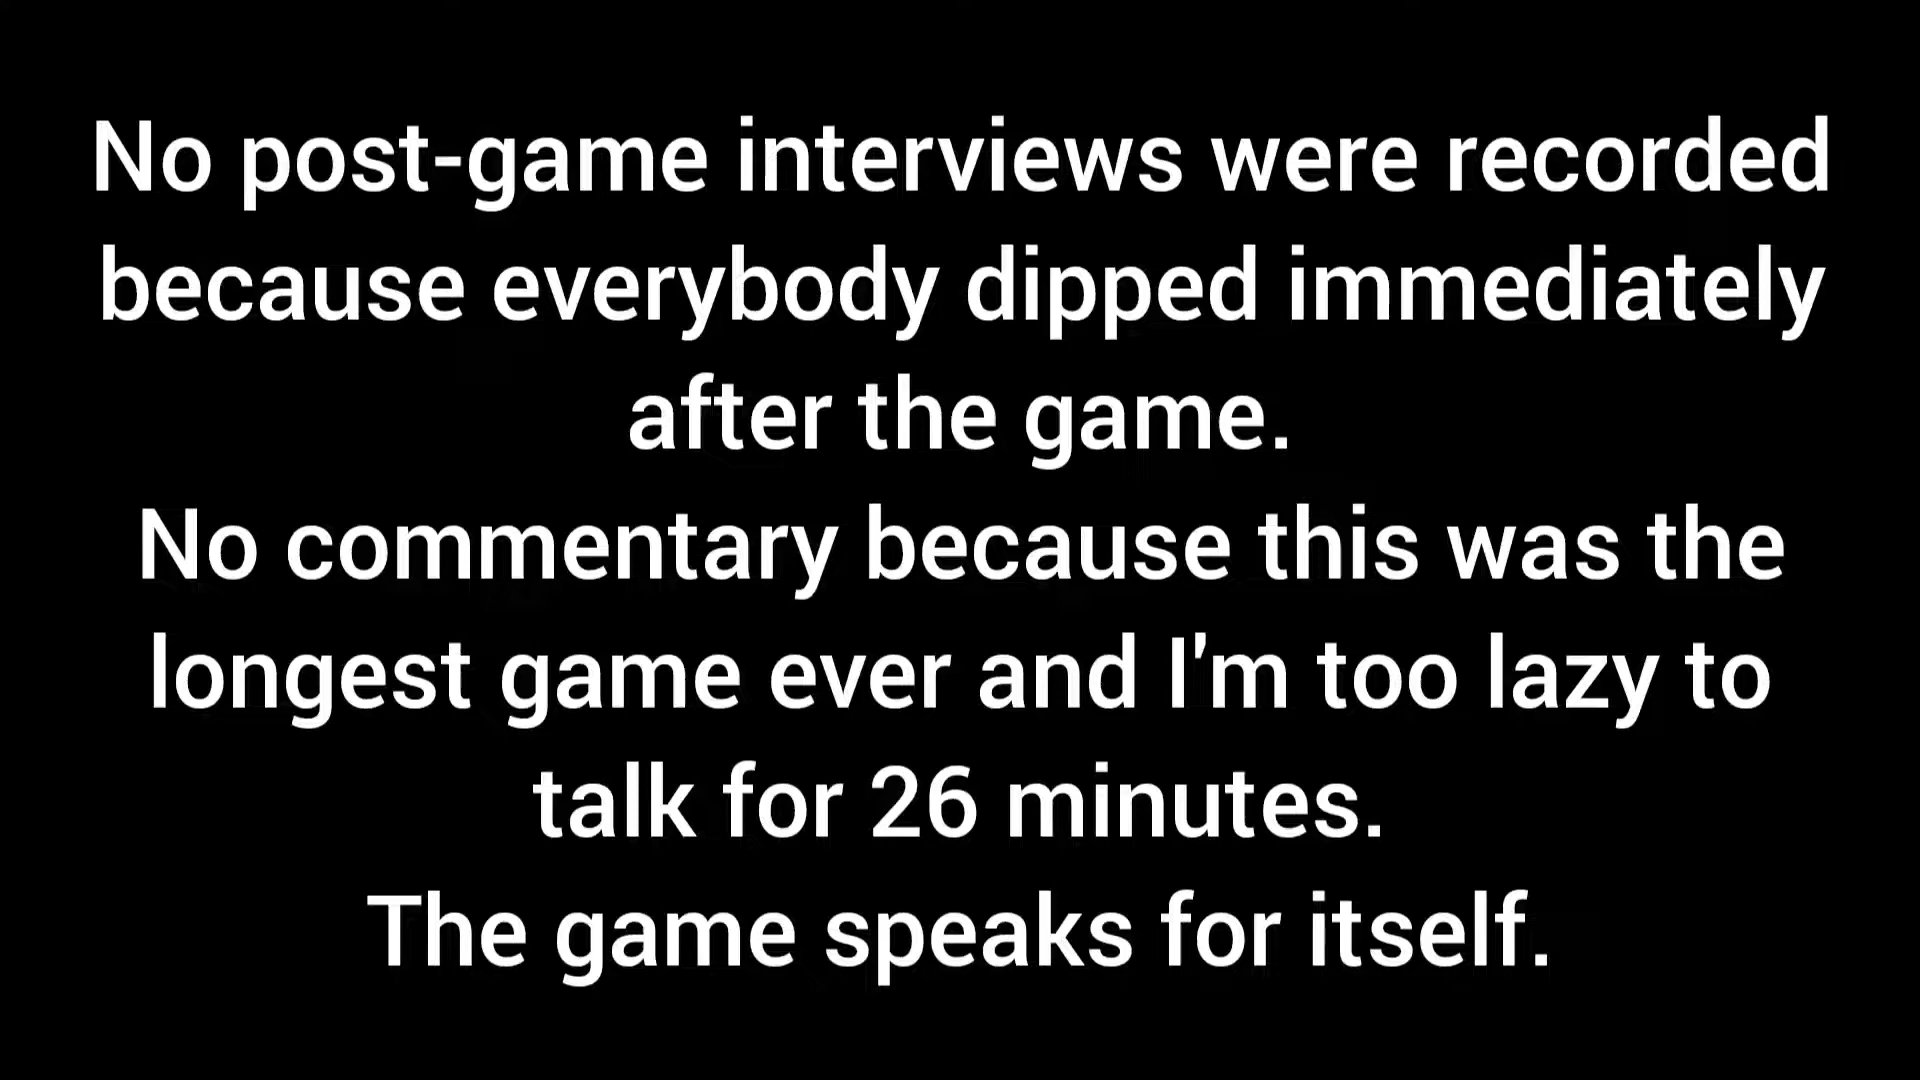 No post-game interviews were recorded
because everybody dipped immediately
after the game.
No commentary because this was the
longest game ever and I'm too lazy to
talk for 26 minutes.
The game speaks for itself.